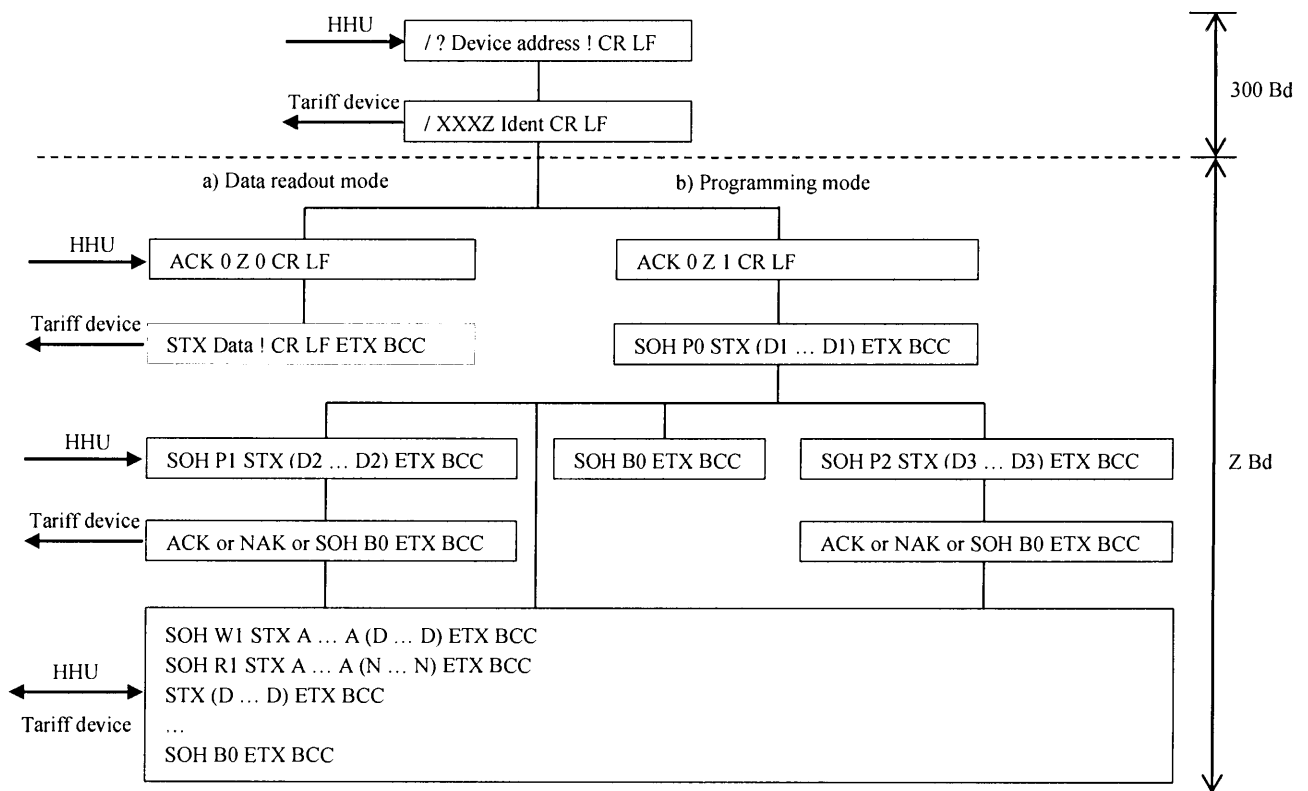 HHU
/ ? Device address ! CR LF
300 Bd
Tariff device
/ XXXZ Ident CR LF
a) Data readout mode
b) Programming mode
HHU
ACK 0 Z 0 CR LF
ACK 0 Z 1 CR LF
Tariff device
STX Data ! CR LF ETX BCC
SOH P0 STX (D1 ... D1) ETX BCC
HHU
SOH P1 STX (D2 ... D2) ETX BCC
SOH B0 ETX BCC
SOH P2 STX (D3 ... D3) ETX BCC
Z Bd
Tariff device
ACK or NAK or SOH B0 ETX BCC
ACK or NAK or SOH B0 ETX BCC
SOH W1 STX A ... A (D ... D) ETX BCC
SOH R1 STX A ... A (N ... N) ETX BCC
HHU
STX (D ... D) ETX BCC
Tariff device
...
SOH B0 ETX BCC